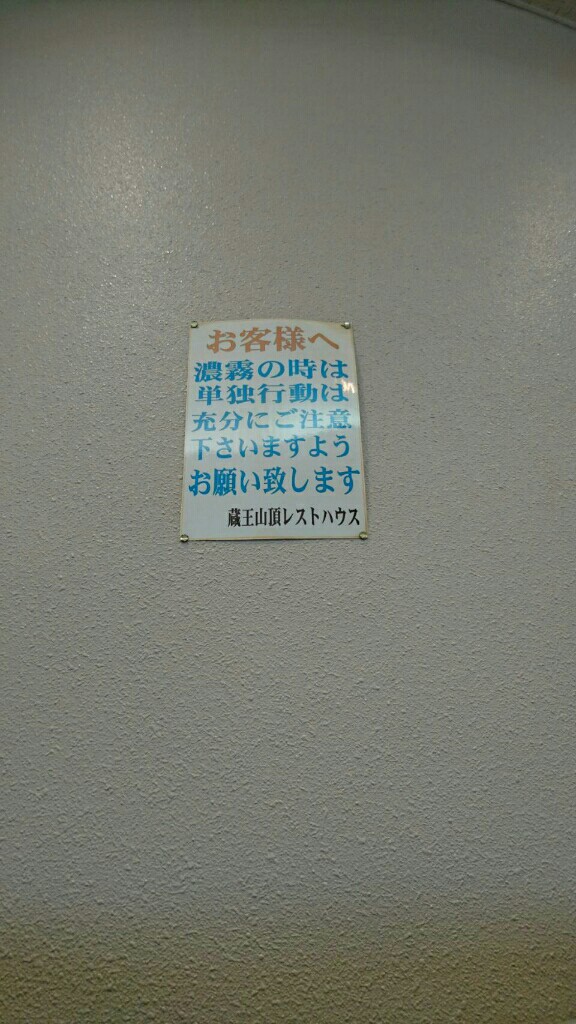 お客様へ
濃霧の時は
単独行動は
充分にご注意
下さいますよう
お願い致します
蔵王山頂レストハウス